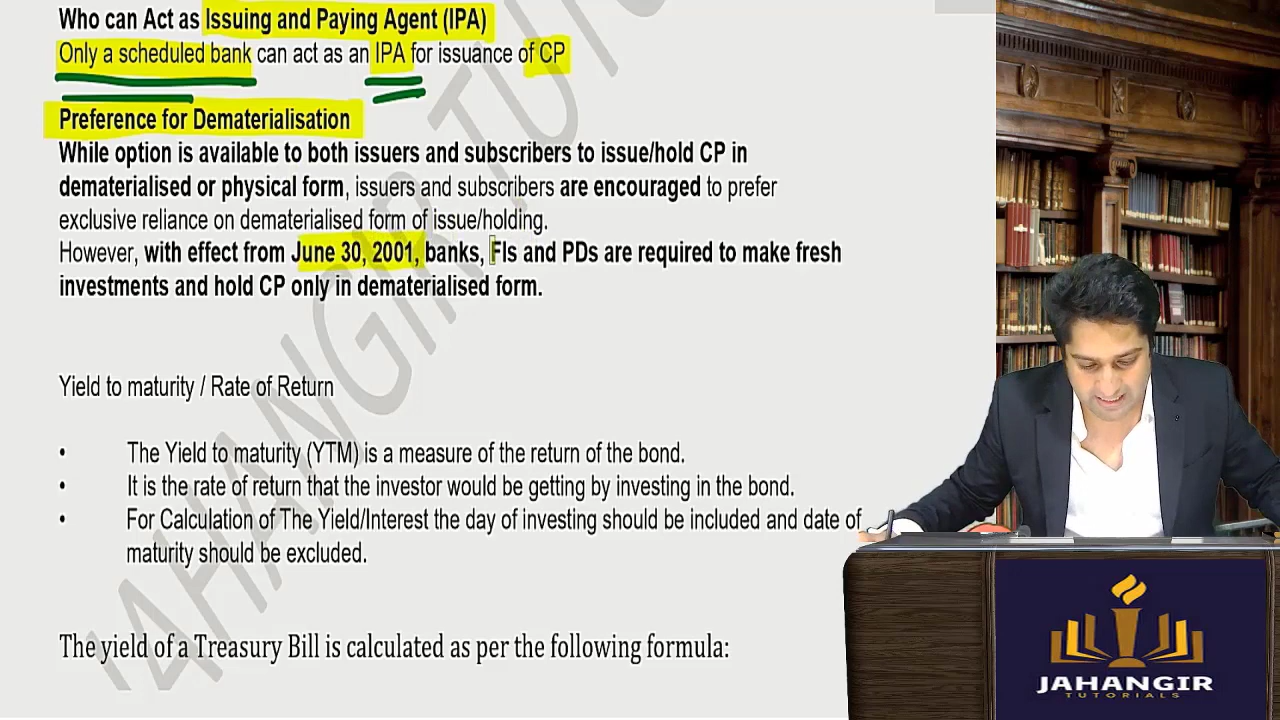 Who can Act as Issuing and Paying Agent (IPA)
Only a scheduled bank can act as an IPA for issuance of CP
Preference for Dematerialisation
While option is available to both issuers and subscribers to issue/hold CP in
dematerialised or physical form, issuers and subscribers are encouraged to prefer
exclusive reliance on dematerialised form of issue/holding.
However, with effect from June 30, 2001, banks, FIs and PDs are required to make fresh
investments and hold CP only in dematerialised form.
Yield to maturity / Rate of Return
• The Yield to maturity (YTM) is a measure of the return of the bond.
• It is the rate of return that the investor would be getting by investing in the bond.
• For Calculation of The Yield/Interest the day of investing should be included and date of
maturity should be excluded.
The yield of a Treasury Bill is calculated as per the following formula:
JAHANGIR TU
JAHANGIR
TUTORIALS